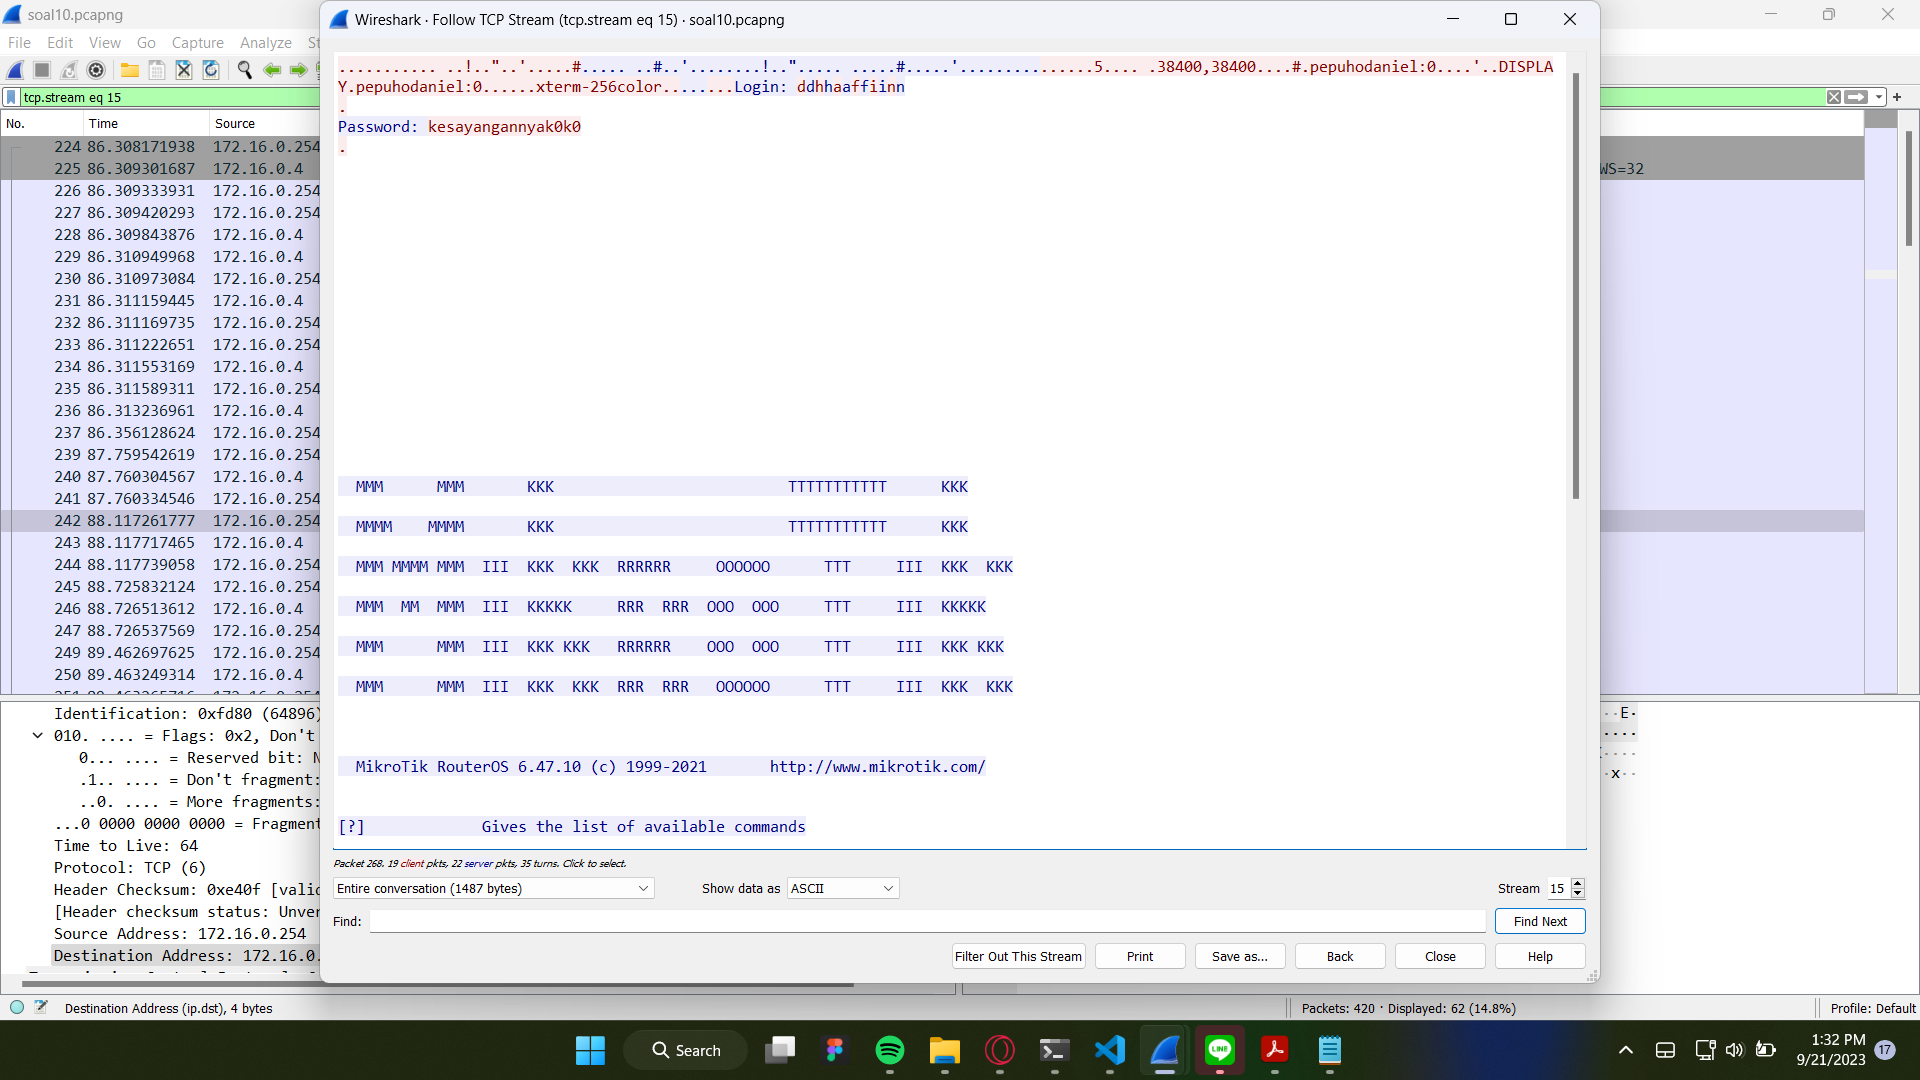 soal10.pcapng
File Edit View Go Capture Analyze St
tcp.stream eq 15
No. Time Source
224 86.308171938 172.16.0.254
225 86.309301687 172.16.0.4
226 86.309333931 172.16.0.254
227 86.309420293 172.16.0.254
228 86.309843876 172.16.0.4
229 86.310949968 172.16.0.4
230 86.310973084 172.16.0.254
231 86.311159445 172.16.0.4
232 86.311169735 172.16.0.254
233 86.311222651 172.16.0.254
234 86.311553169 172.16.0.4
235 86.311589311 172.16.0.254
236 86.313236961 172.16.0.4
237 86.356128624 172.16.0.254
239 87.759542619 172.16.0.254
240 87.760304567 172.16.0.4
241 87.760334546 172.16.0.254
242 88.117261777 172.16.0.254
243 88.117717465 172.16.0.4
244 88.117739058 172.16.0.254
245 88.725832124 172.16.0.254
246 88.726513612 172.16.0.4
247 88.726537569 172.16.0.254
249 89.462697625 172.16.0.254
250 89.463249314 172.16.0.4
WS=32
Identification: 0xfd80 (64896)
010. .... = Flags: 0x2, Don't
0... .... = Reserved bit: N
.1.. .... = Don't fragment:
..0. .... = More fragments:
...0 0000 0000 0000 = Fragment
Time to Live: 64
Protocol: TCP (6)
Header Checksum: 0xe40f [valid
[Header checksum status: Unver
Source Address: 172.16.0.254
Destination Address: 172.16.0.
··E·
····
····
·x··
Wireshark · Follow TCP Stream (tcp.stream eq 15) · soal10.pcapng
........... ..!.."..'.....#..... ..#..'........!.."..... .....#.....'...............5.... .38400,38400....#.pepuhodaniel:0....'..DISPLA
Y.pepuhodaniel:0......xterm-256color........Login: ddhhaaffiinn
.
Password: kesayangannyak0k0
.
MMM      MMM       KKK                          TTTTTTTTTTT      KKK
MMMM    MMMM       KKK                          TTTTTTTTTTT      KKK
MMM MMMM MMM  III  KKK  KKK  RRRRRR     OOOOOO      TTT     III  KKK  KKK
MMM  MM  MMM  III  KKKKK     RRR  RRR  OOO  OOO     TTT     III  KKKKK
MMM      MMM  III  KKK KKK   RRRRRR    OOO  OOO     TTT     III  KKK KKK
MMM      MMM  III  KKK  KKK  RRR  RRR   OOOOOO      TTT     III  KKK  KKK
MikroTik RouterOS 6.47.10 (c) 1999-2021       http://www.mikrotik.com/
[?]             Gives the list of available commands
Packet 268. 19 client pkts, 22 server pkts, 35 turns. Click to select.
Entire conversation (1487 bytes) Show data as ASCII Stream 15
Find: Find Next
Filter Out This Stream Print Save as... Back Close Help
Destination Address (ip.dst), 4 bytes Packets: 420 · Displayed: 62 (14.8%) Profile: Default
Search
LINE
1:32 PM
9/21/2023
17